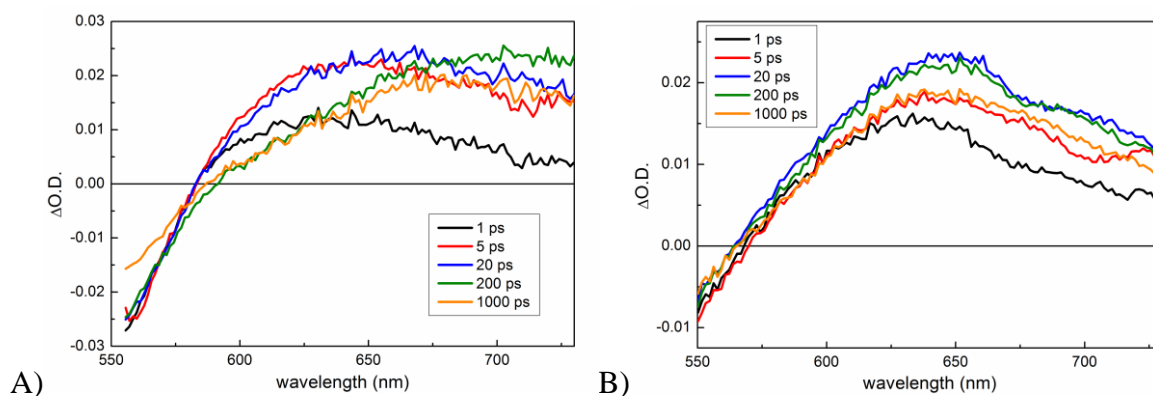 0.03
0.02
0.01
0.00
-0.01
-0.02
-0.03
ΔO.D.
1 ps
5 ps
20 ps
200 ps
1000 ps
550 600 650 700
wavelength (nm)
A)
0.02
0.01
0.00
-0.01
ΔO.D.
1 ps
5 ps
20 ps
200 ps
1000 ps
550 600 650 700
wavelength (nm)
B)